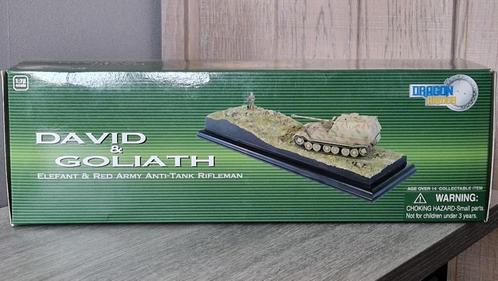 1:72
DRAGON
ARMOR
DAVID
&
GOLIATH
ELEFANT & RED ARMY ANTI-TANK RIFLEMAN
AGE OVER 14 COLLECTABLE ITEM
WARNING:
CHOKING HAZARD-Small parts.
Not for children under 3 years.